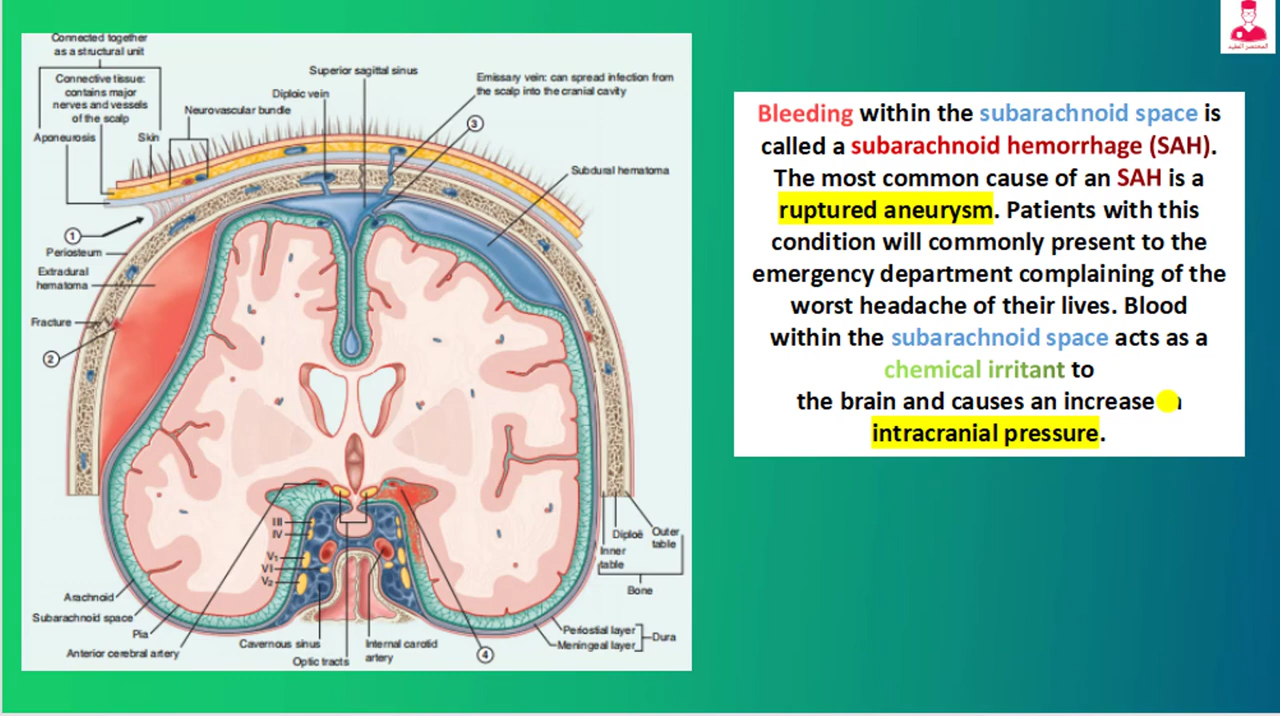 Connected together
as a structural unit
Connective tissue:
contains major
nerves and vessels
of the scalp
Aponeurosis
Skin
Neurovascular bundle
Diploic vein
Superior sagittal sinus
Emissary vein: can spread infection from
the scalp into the cranial cavity
3
Subdural hematoma
1
Periosteum
Extradural
hematoma
Fracture
2
III
IV
V1
VI
V2
Arachnoid
Subarachnoid space
Pia
Anterior cerebral artery
Cavernous sinus
Optic tracts
Internal carotid
artery
4
Periostial layer
Meningeal layer
Dura
Diploë
Outer
table
Inner
table
Bone
المختصر المفيد
Bleeding within the subarachnoid space is
called a subarachnoid hemorrhage (SAH).
The most common cause of an SAH is a
ruptured aneurysm. Patients with this
condition will commonly present to the
emergency department complaining of the
worst headache of their lives. Blood
within the subarachnoid space acts as a
chemical irritant to
the brain and causes an increase
intracranial pressure.